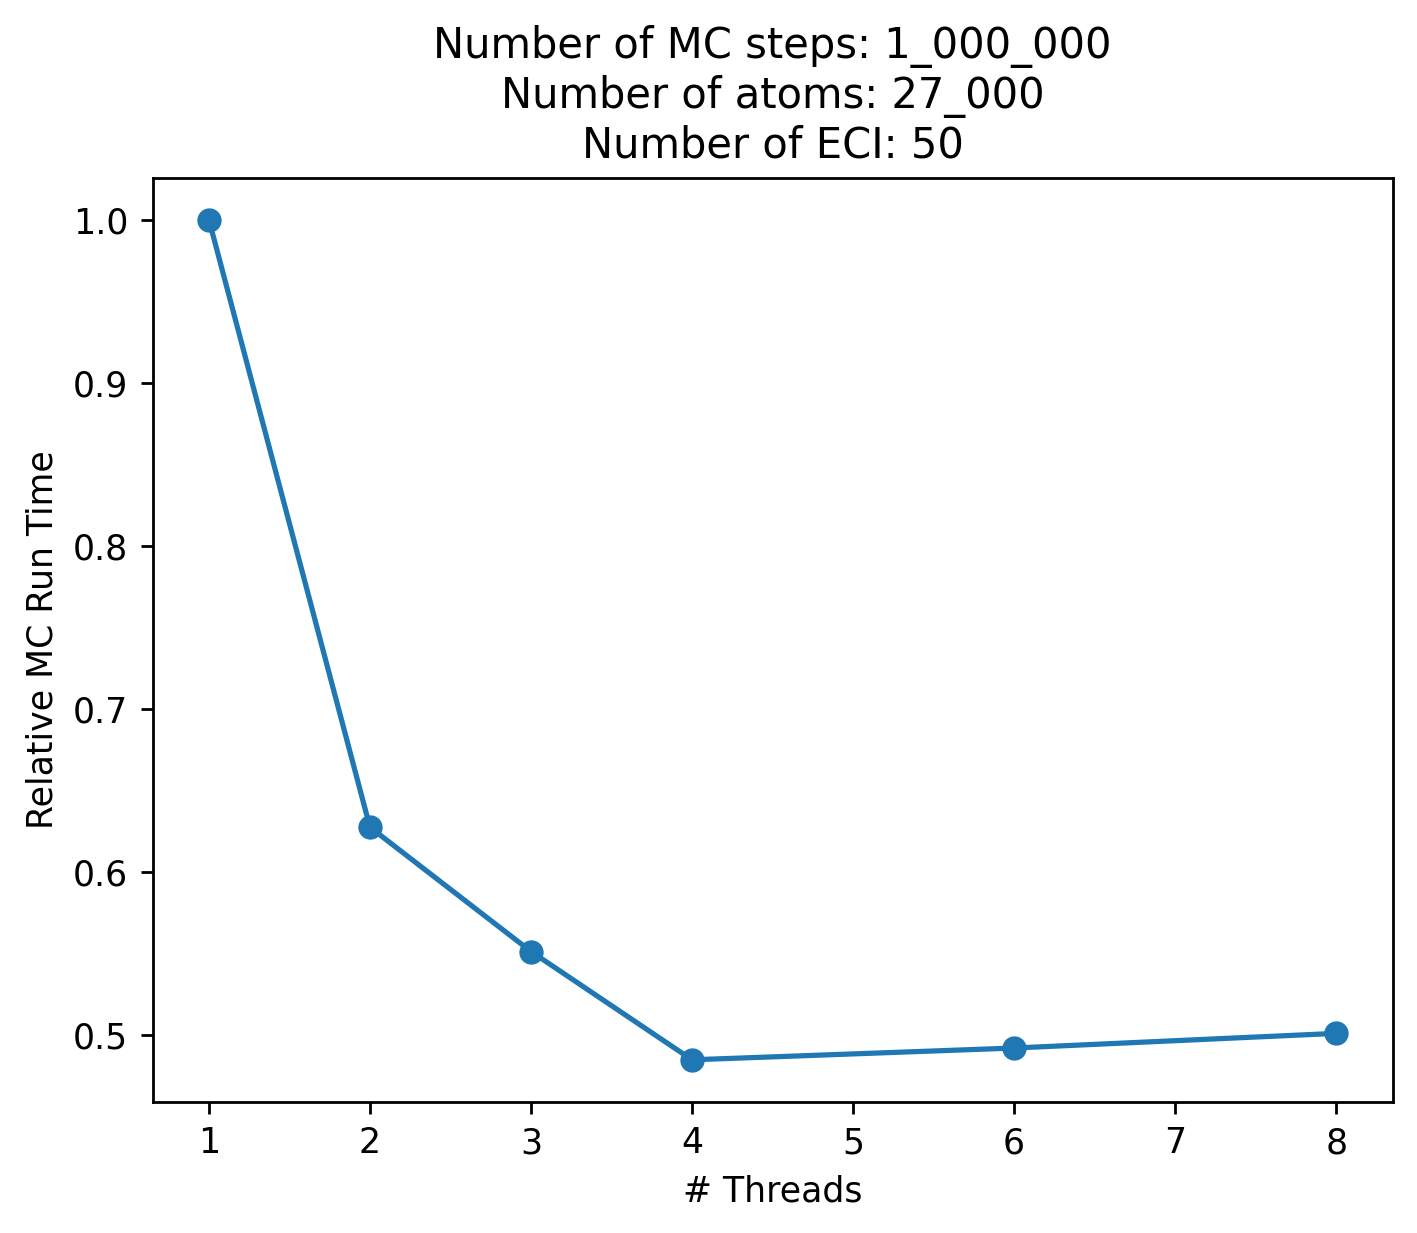 Number of MC steps: 1_000_000
Number of atoms: 27_000
Number of ECI: 50
1.0
0.9
0.8
0.7
0.6
0.5
Relative MC Run Time
1 2 3 4 5 6 7 8
# Threads